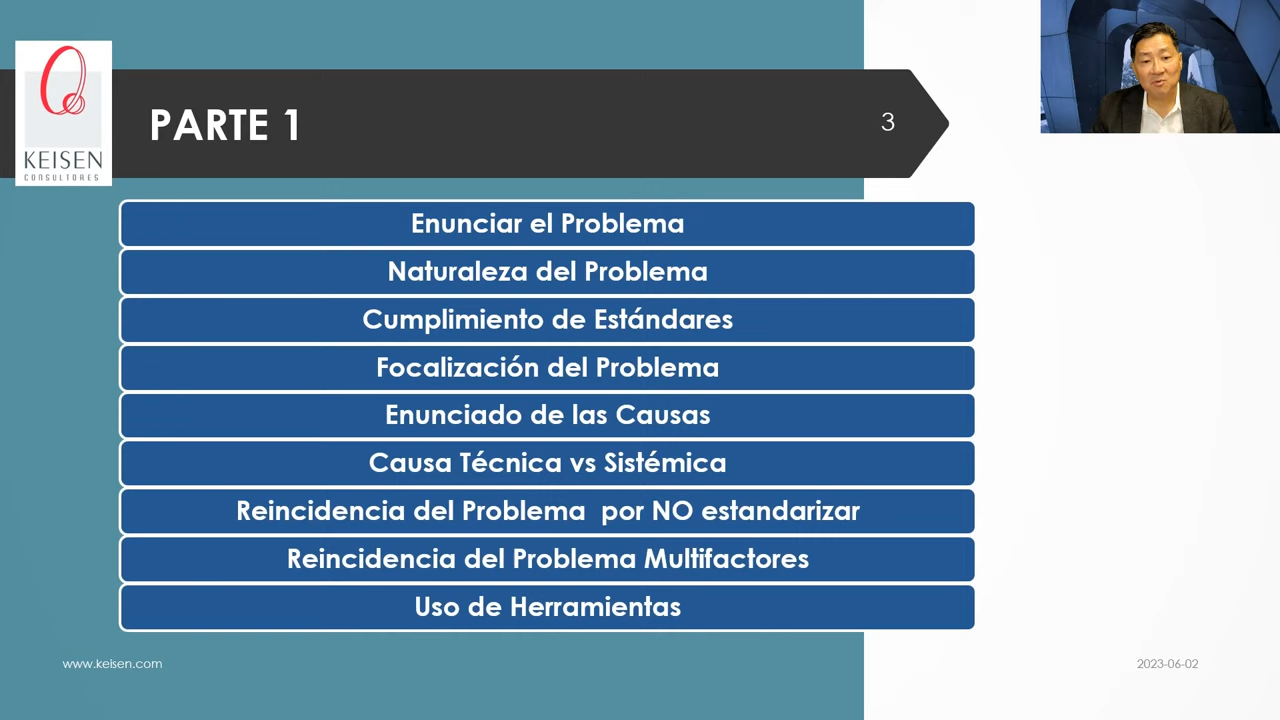 KEISEN
CONSULTORES
PARTE 1
3
Enunciar el Problema
Naturaleza del Problema
Cumplimiento de Estándares
Focalización del Problema
Enunciado de las Causas
Causa Técnica vs Sistémica
Reincidencia del Problema  por NO estandarizar
Reincidencia del Problema Multifactores
Uso de Herramientas
www.keisen.com
2023-06-02